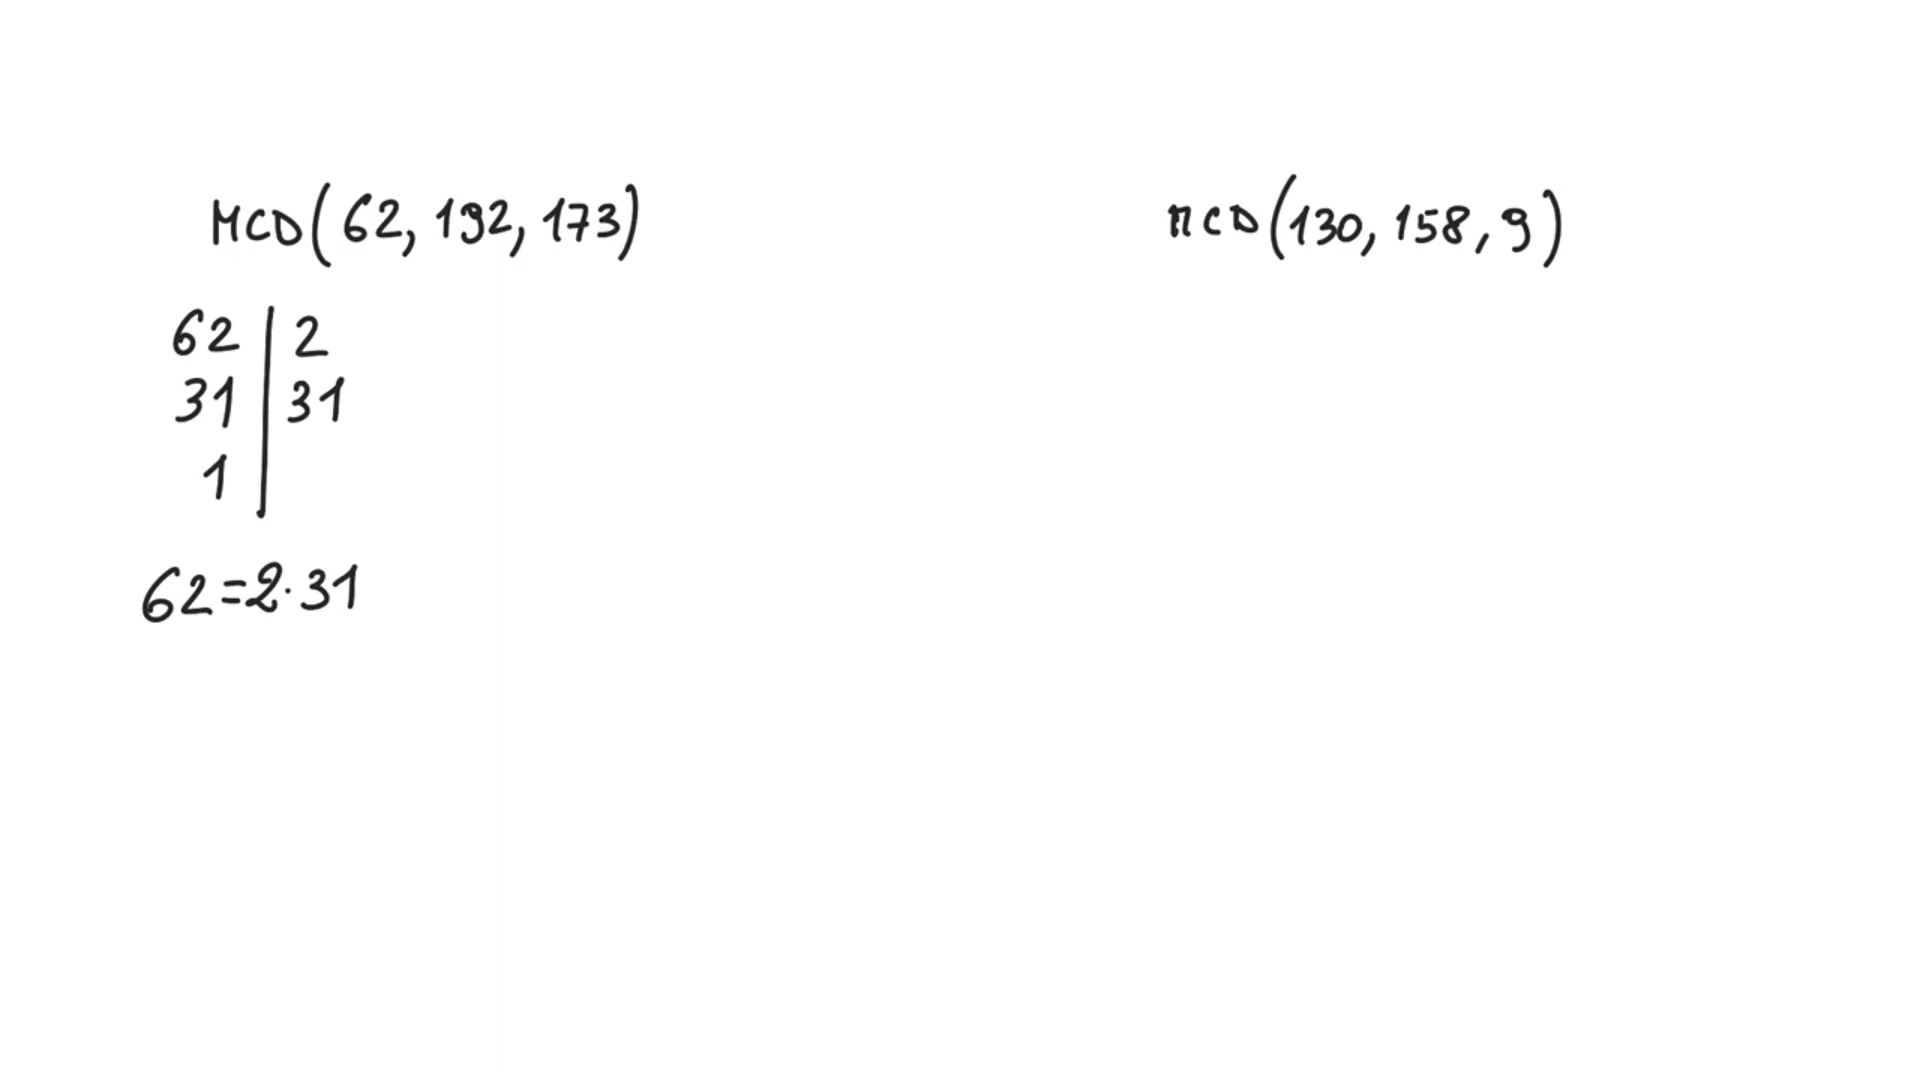 MCD(62, 192, 173)
62 | 2
31 | 31
1 |
62=2·31
MCD(130, 158, 9)